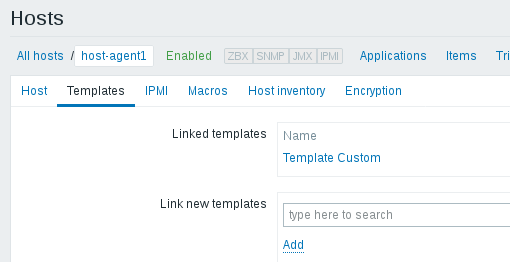 Hosts
All hosts / host-agent1 Enabled ZBX SNMP JMX IPMI Applications Items Tri
Host Templates IPMI Macros Host inventory Encryption
Linked templates Name
Template Custom
Link new templates
type here to search
Add